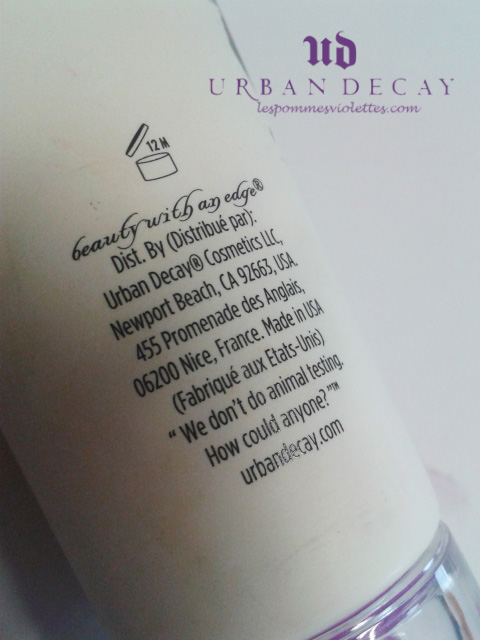 ud
URBAN DECAY
lespommesviolettes.com
12 M
beauty with an edge®
Dist. By (Distribué par):
Urban Decay® Cosmetics LLC,
Newport Beach, CA 92663, USA.
455 Promenade des Anglais,
06200 Nice, France. Made in USA
(Fabriqué aux Etats-Unis)
“ We don't do animal testing.
How could anyone?”™
urbandecay.com